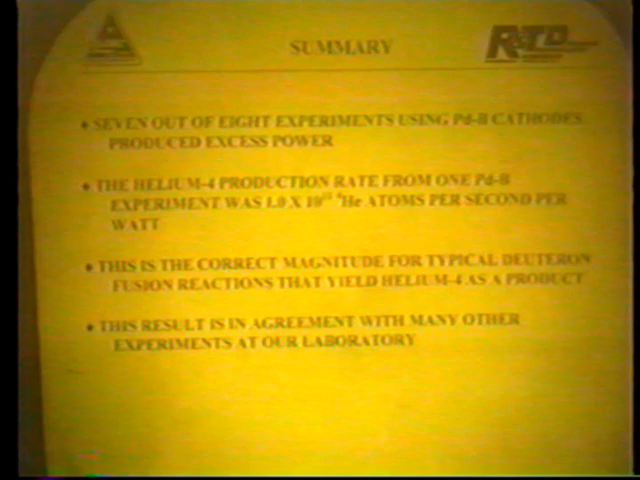 SUMMARY
♦ SEVEN OUT OF EIGHT EXPERIMENTS USING Pd-B CATHODES
PRODUCED EXCESS POWER
♦ THE HELIUM-4 PRODUCTION RATE FROM ONE Pd-B
EXPERIMENT WAS 1.0 X 10¹¹ ⁴He ATOMS PER SECOND PER
WATT
♦ THIS IS THE CORRECT MAGNITUDE FOR TYPICAL DEUTERON
FUSION REACTIONS THAT YIELD HELIUM-4 AS A PRODUCT
♦ THIS RESULT IS IN AGREEMENT WITH MANY OTHER
EXPERIMENTS AT OUR LABORATORY